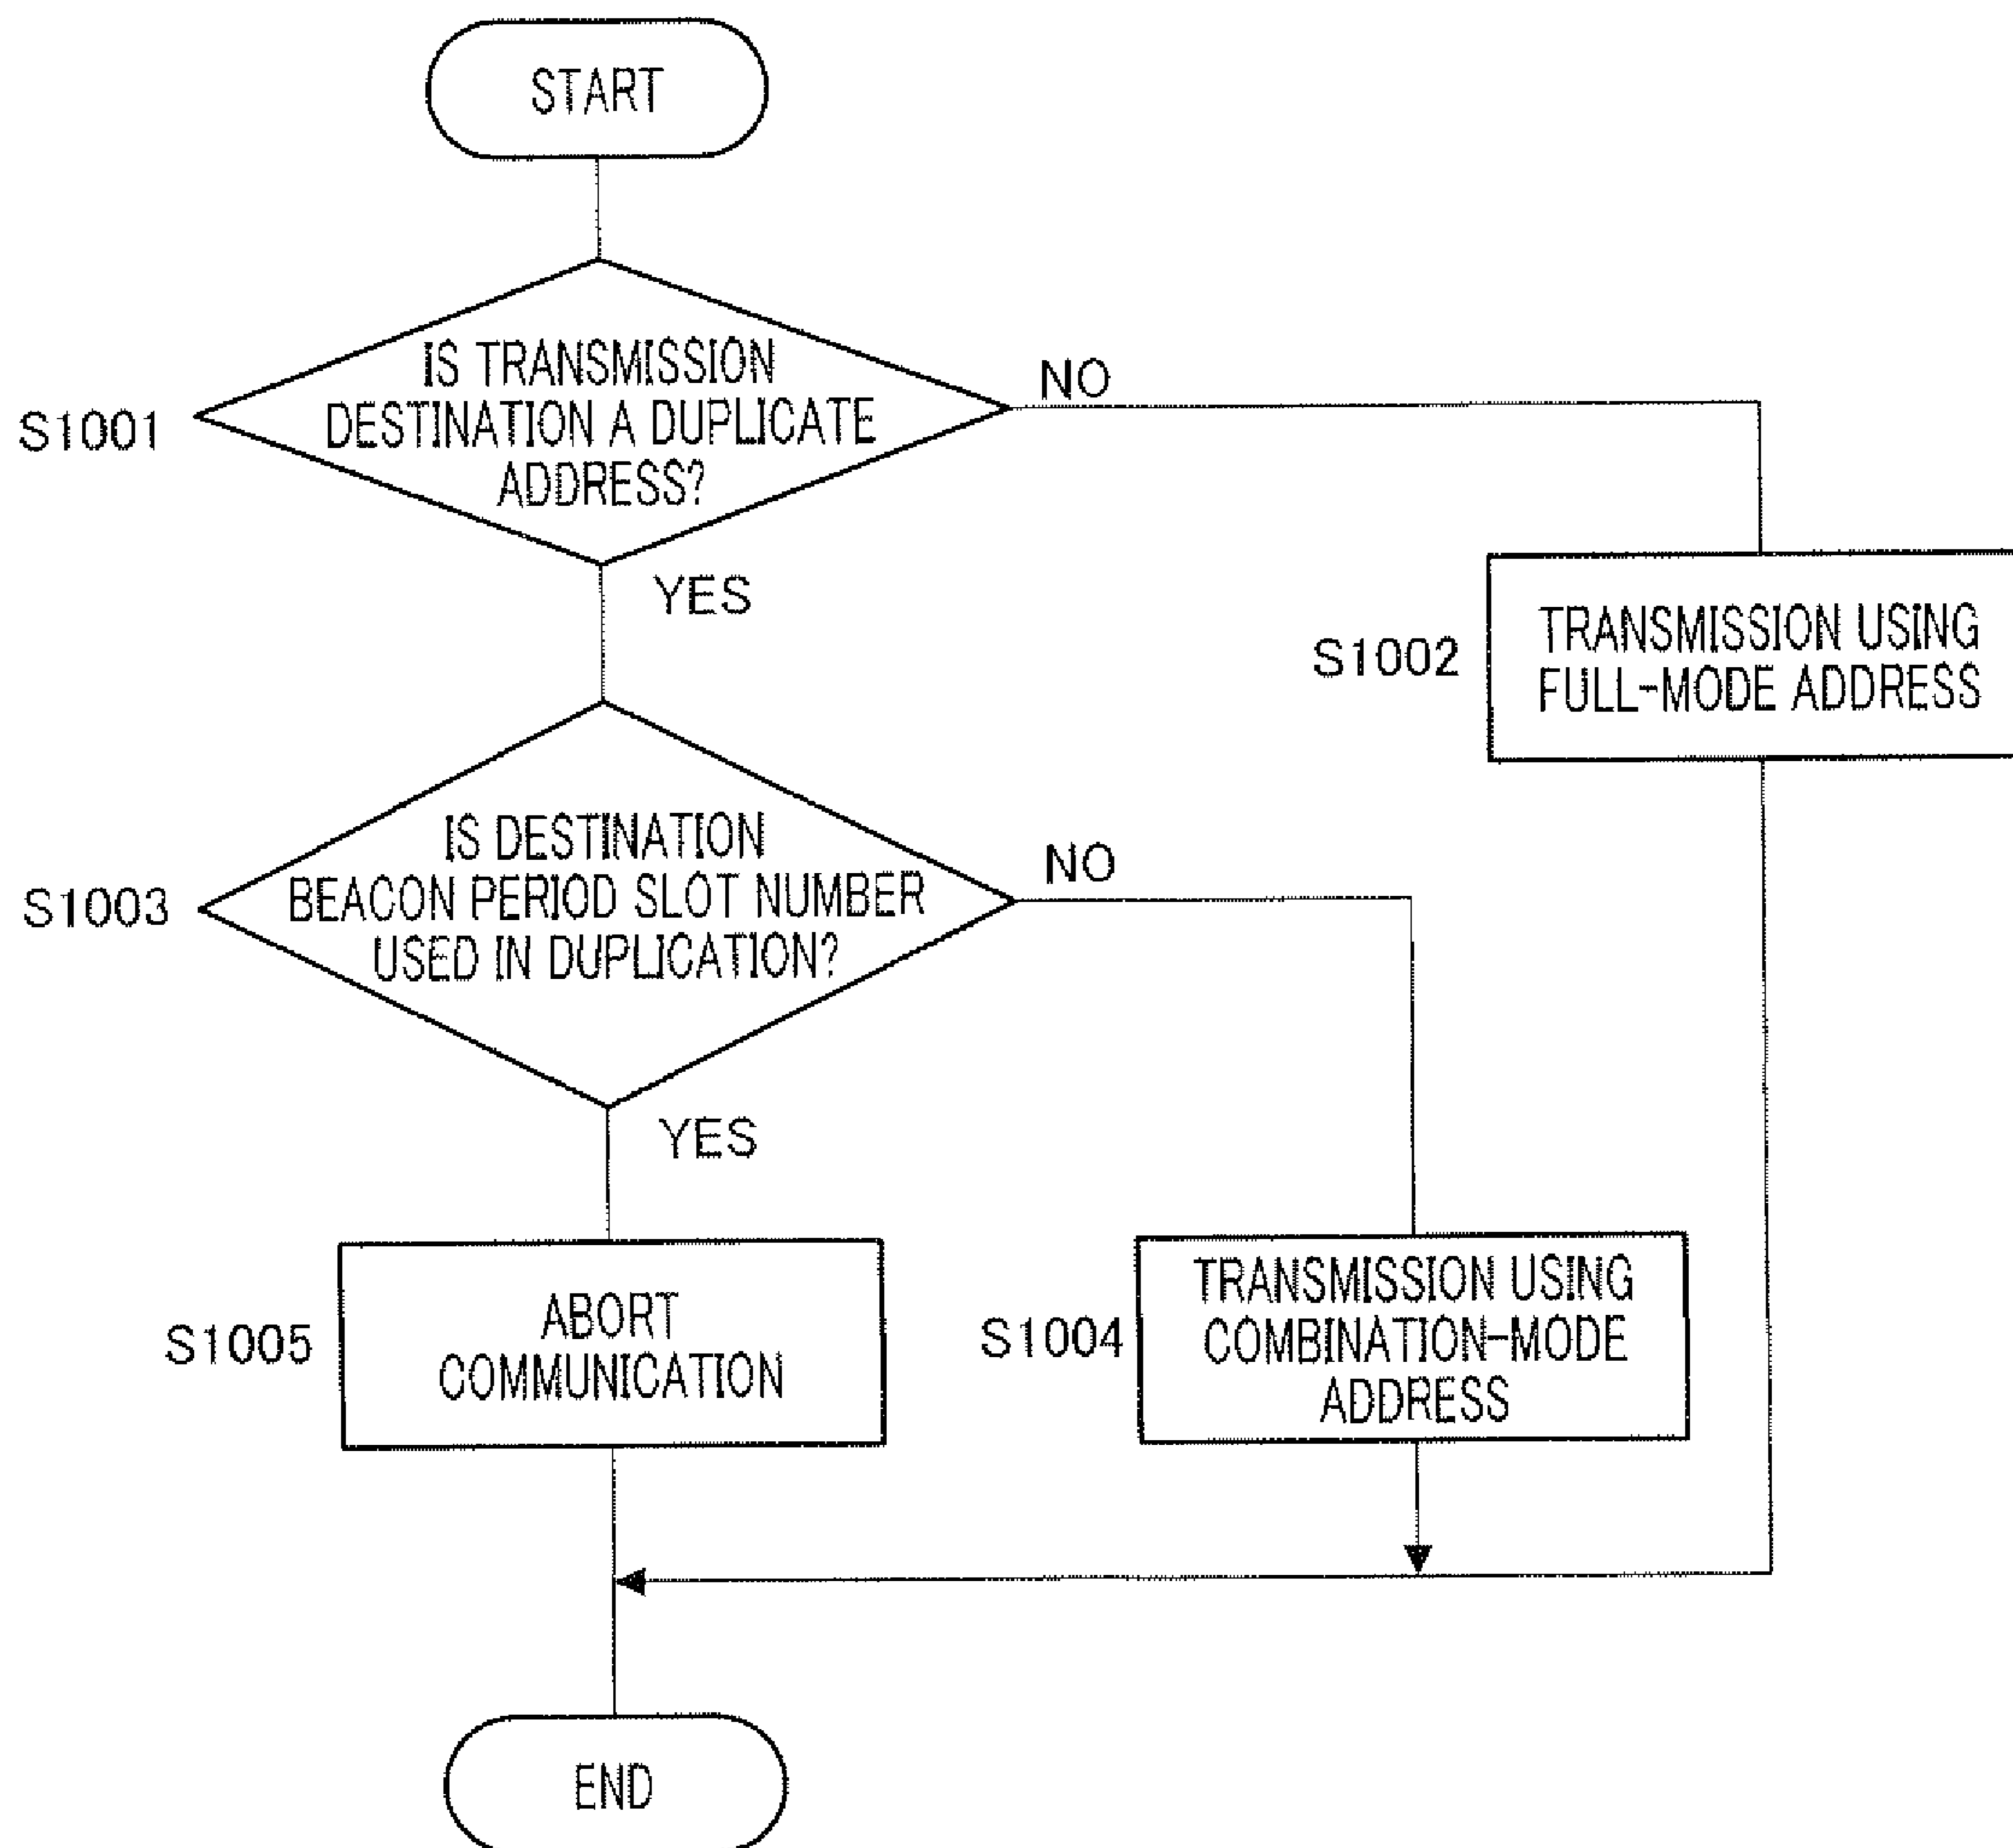 START
IS TRANSMISSION
DESTINATION A DUPLICATE
ADDRESS?
S1001
NO
YES
TRANSMISSION USING
FULL-MODE ADDRESS
S1002
IS DESTINATION
BEACON PERIOD SLOT NUMBER
USED IN DUPLICATION?
S1003
NO
YES
ABORT
COMMUNICATION
S1005
TRANSMISSION USING
COMBINATION-MODE
ADDRESS
S1004
END